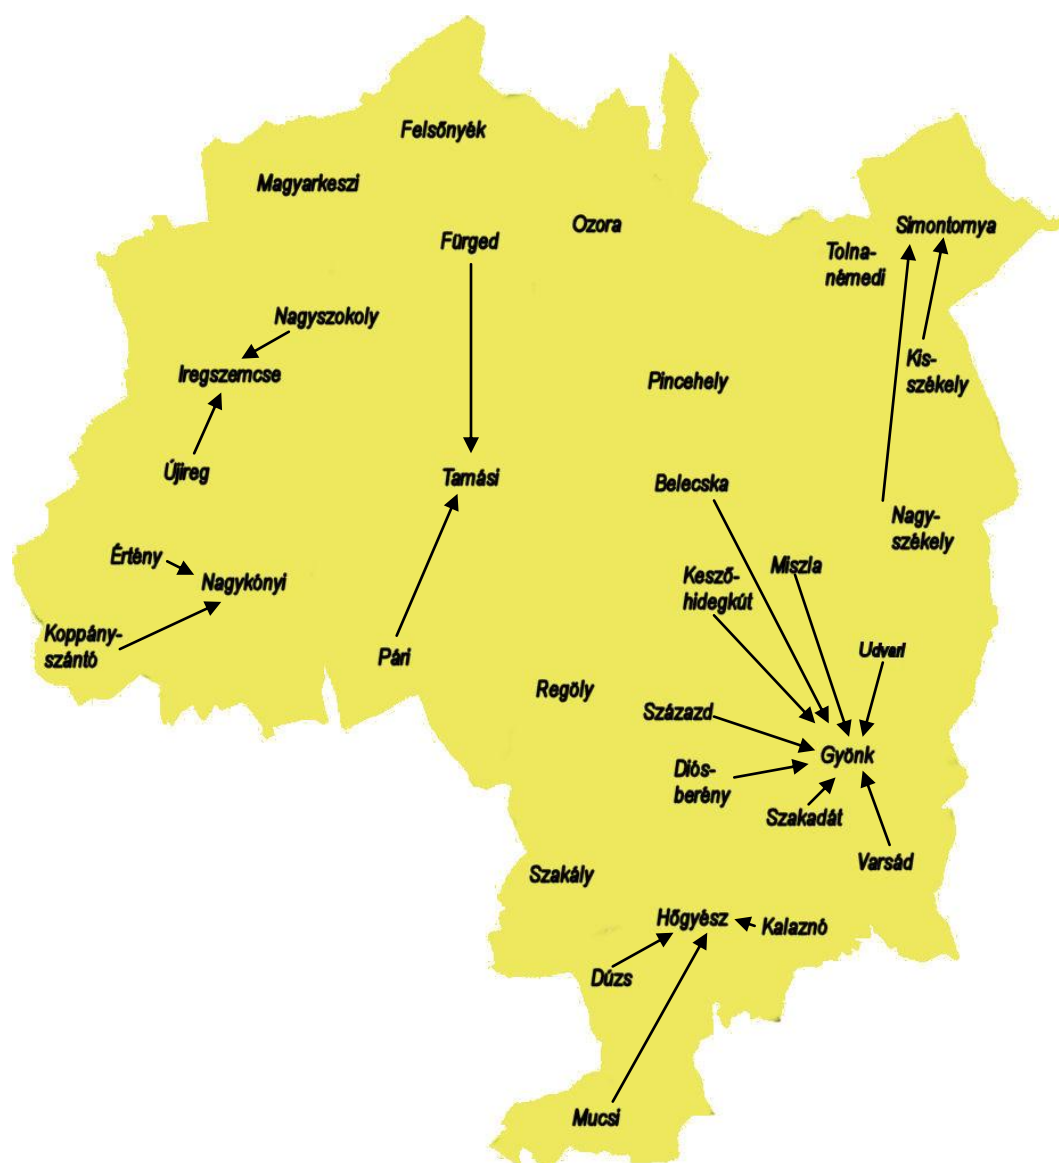 Felsőnyék
Magyarkeszi
Ozora
Simontornya
Fürged
Tolna-
némedi
Nagyszokoly
Iregszemcse
Kis-
székely
Pincehely
Újireg
Tamási
Belecska
Nagy-
székely
Értény
Nagykónyi
Miszla
Kesző-
hidegkút
Koppány-
szántó
Pári
Udvari
Regöly
Százazd
Gyönk
Diós-
berény
Szakadát
Varsád
Szakály
Hőgyész
Kalaznó
Dúzs
Mucsi